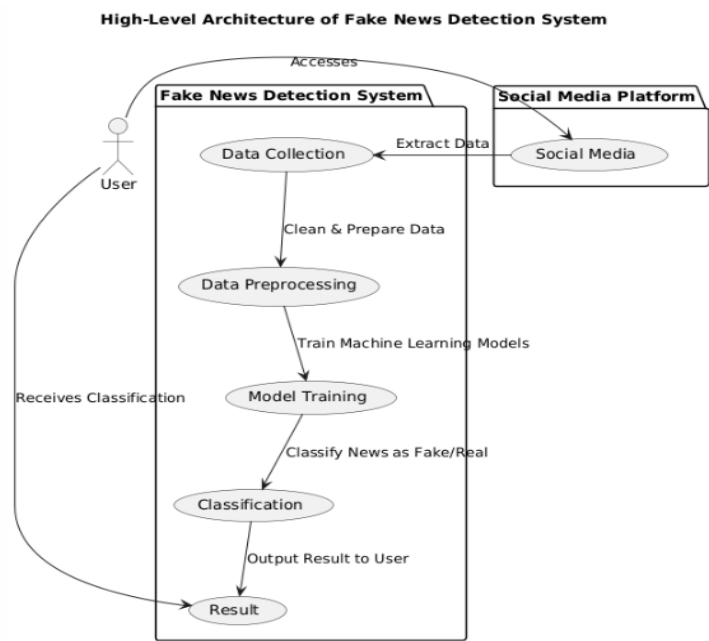 High-Level Architecture of Fake News Detection System
Accesses
Fake News Detection System
Social Media Platform
Data Collection
Extract Data
Social Media
User
Clean & Prepare Data
Data Preprocessing
Train Machine Learning Models
Receives Classification
Model Training
Classify News as Fake/Real
Classification
Output Result to User
Result